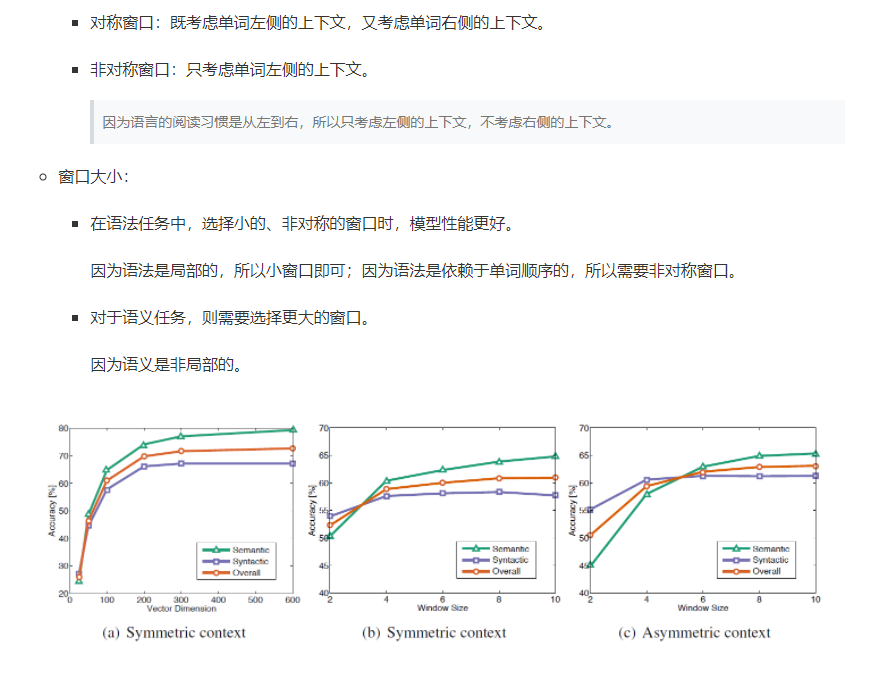 对称窗口：既考虑单词左侧的上下文，又考虑单词右侧的上下文。
非对称窗口：只考虑单词左侧的上下文。
因为语言的阅读习惯是从左到右，所以只考虑左侧的上下文，不考虑右侧的上下文。
窗口大小：
在语法任务中，选择小的、非对称的窗口时，模型性能更好。
因为语法是局部的，所以小窗口即可；因为语法是依赖于单词顺序的，所以需要非对称窗口。
对于语义任务，则需要选择更大的窗口。
因为语义是非局部的。
80
70
60
50
40
30
20
Accuracy [%]
0 100 200 300 400 500 600
Vector Dimension
Semantic
Syntactic
Overall
(a) Symmetric context
70
65
60
55
50
45
40
Accuracy [%]
2 4 6 8 10
Window Size
Semantic
Syntactic
Overall
(b) Symmetric context
70
65
60
55
50
45
40
Accuracy [%]
2 4 6 8 10
Window Size
Semantic
Syntactic
Overall
(c) Asymmetric context